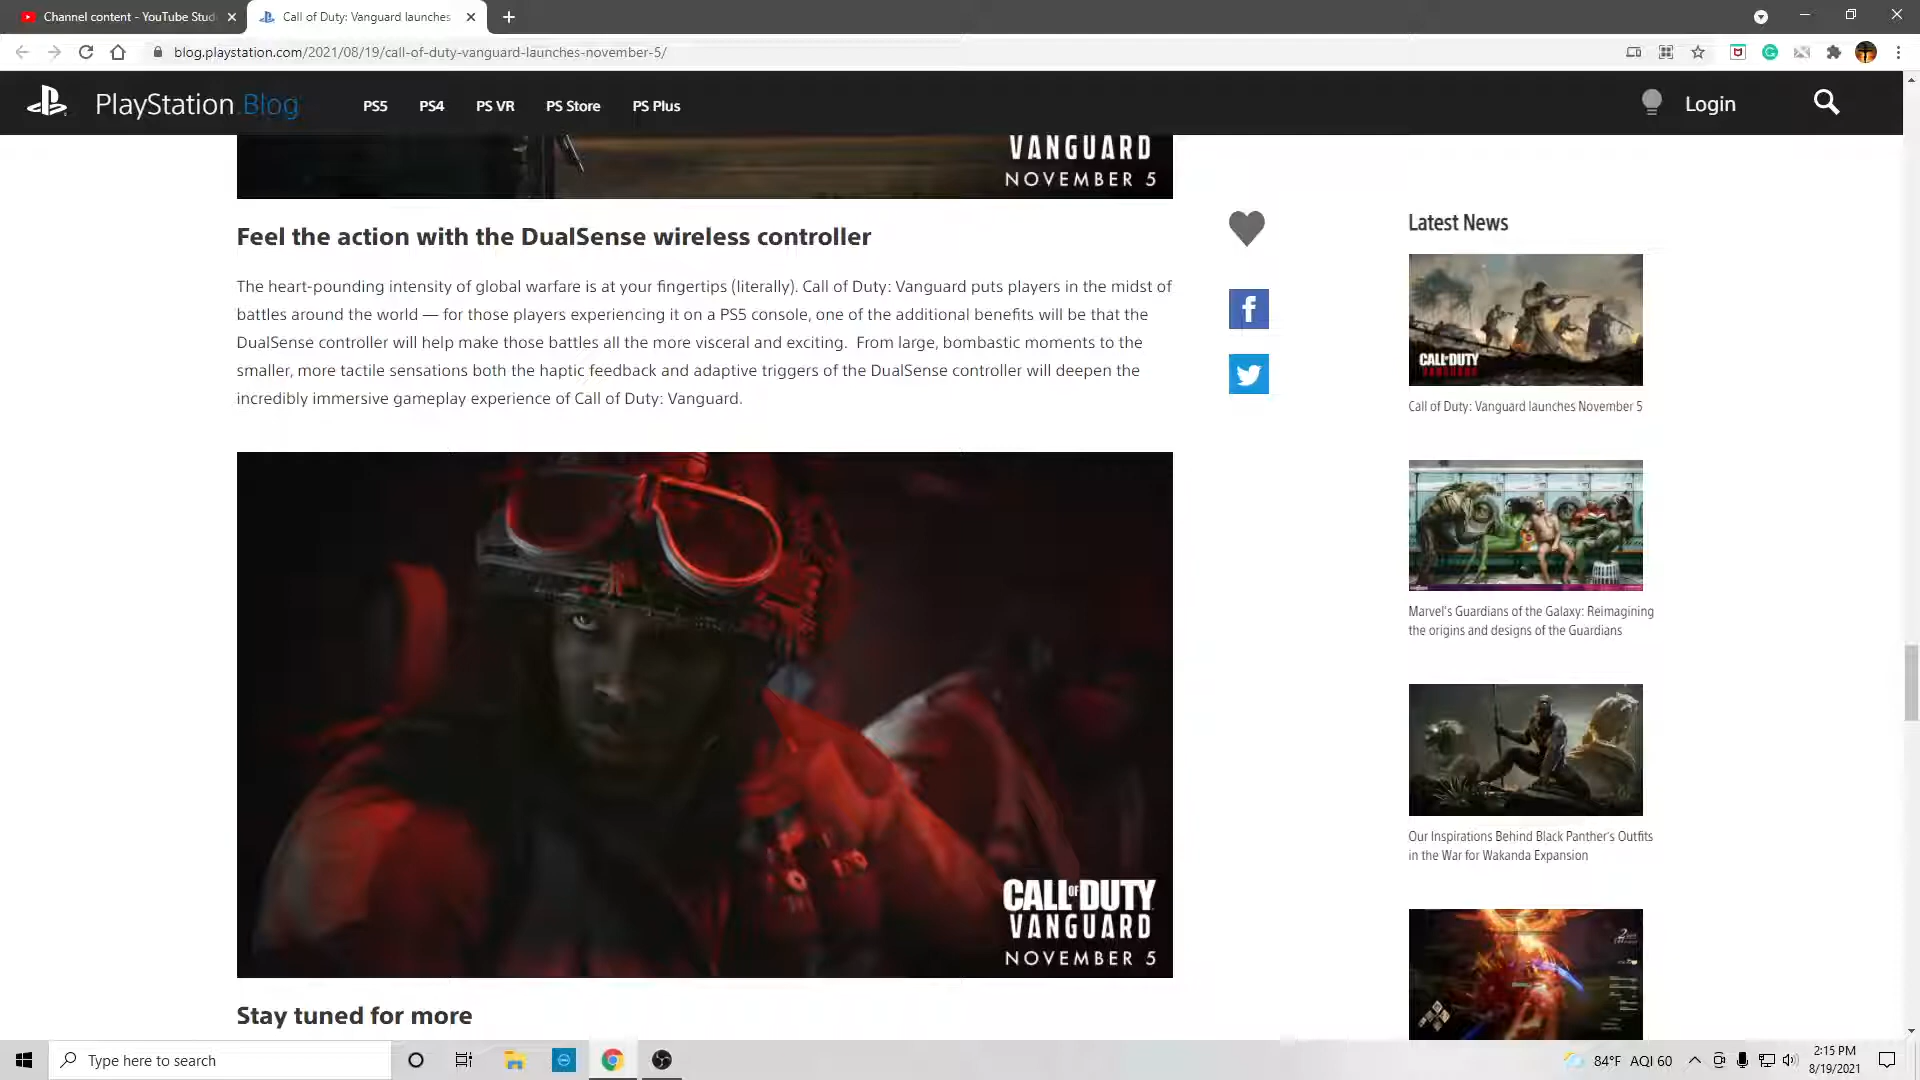 Channel content - YouTube Stud
Call of Duty: Vanguard launches
blog.playstation.com/2021/08/19/call-of-duty-vanguard-launches-november-5/
PlayStation.Blog
PS5 PS4 PS VR PS Store PS Plus
Login
VANGUARD
NOVEMBER 5
Feel the action with the DualSense wireless controller
The heart-pounding intensity of global warfare is at your fingertips (literally). Call of Duty: Vanguard puts players in the midst of
battles around the world — for those players experiencing it on a PS5 console, one of the additional benefits will be that the
DualSense controller will help make those battles all the more visceral and exciting. From large, bombastic moments to the
smaller, more tactile sensations both the haptic feedback and adaptive triggers of the DualSense controller will deepen the
incredibly immersive gameplay experience of Call of Duty: Vanguard.
CALL OF DUTY
VANGUARD
NOVEMBER 5
Stay tuned for more
Latest News
CALL OF DUTY
VANGUARD
Call of Duty: Vanguard launches November 5
Marvel's Guardians of the Galaxy: Reimagining
the origins and designs of the Guardians
Our Inspirations Behind Black Panther's Outfits
in the War for Wakanda Expansion
Type here to search
84°F AQI 60
2:15 PM
8/19/2021